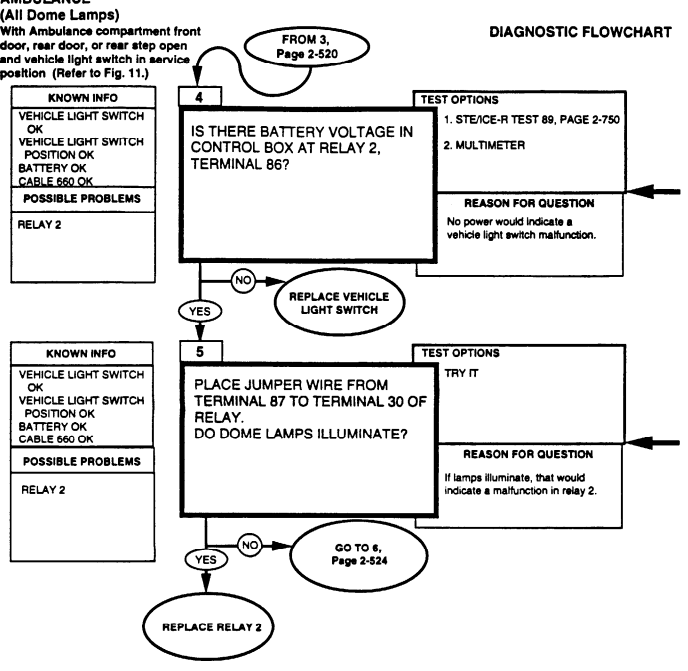 AMBULANCE
(All Dome Lamps)
With Ambulance compartment front
door, rear door, or rear step open
and vehicle light switch in service
position (Refer to Fig. 11.)
FROM 3,
Page 2-520
DIAGNOSTIC FLOWCHART
KNOWN INFO
VEHICLE LIGHT SWITCH
OK
VEHICLE LIGHT SWITCH
POSITION OK
BATTERY OK
CABLE 660 OK
POSSIBLE PROBLEMS
RELAY 2
4
IS THERE BATTERY VOLTAGE IN
CONTROL BOX AT RELAY 2,
TERMINAL 86?
TEST OPTIONS
1. STE/ICE-R TEST 89, PAGE 2-750
2. MULTIMETER
REASON FOR QUESTION
No power would indicate a
vehicle light switch malfunction.
NO
REPLACE VEHICLE
LIGHT SWITCH
YES
KNOWN INFO
VEHICLE LIGHT SWITCH
OK
VEHICLE LIGHT SWITCH
POSITION OK
BATTERY OK
CABLE 660 OK
POSSIBLE PROBLEMS
RELAY 2
5
PLACE JUMPER WIRE FROM
TERMINAL 87 TO TERMINAL 30 OF
RELAY.
DO DOME LAMPS ILLUMINATE?
TEST OPTIONS
TRY IT
REASON FOR QUESTION
If lamps illuminate, that would
indicate a malfunction in relay 2.
NO
GO TO 6,
Page 2-524
YES
REPLACE RELAY 2